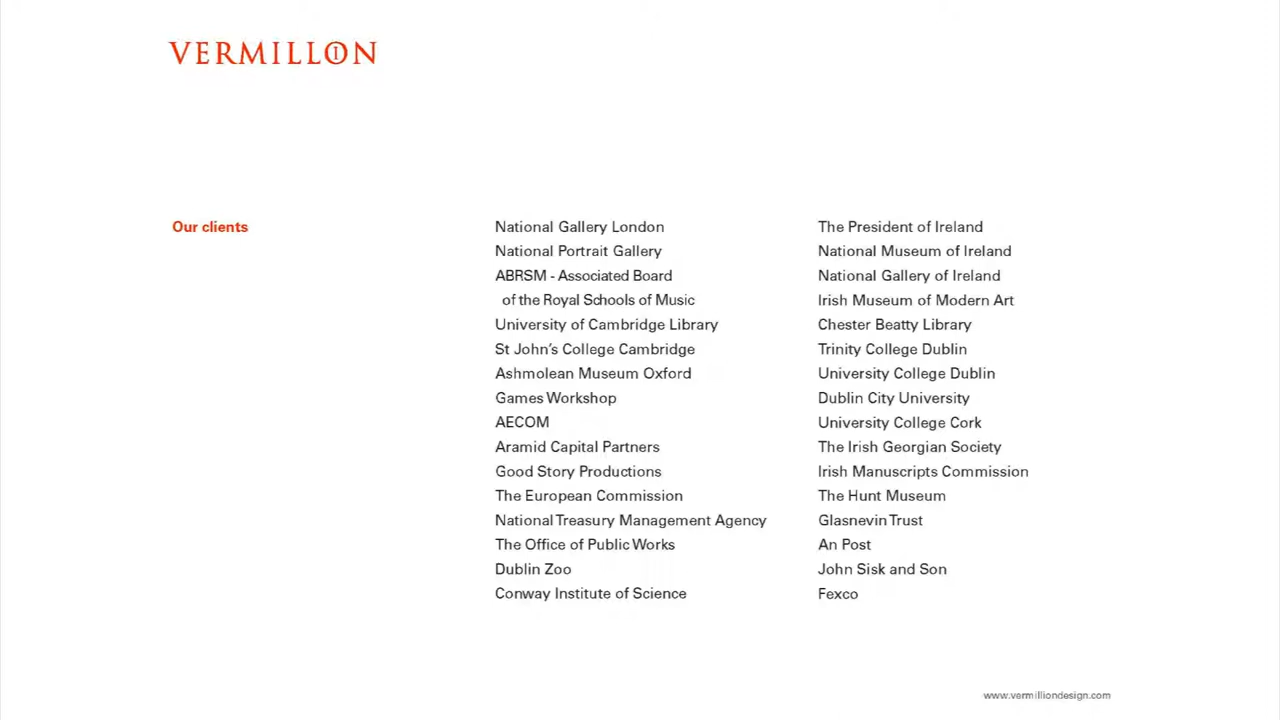 VERMILLION
Our clients
National Gallery London
National Portrait Gallery
ABRSM - Associated Board
of the Royal Schools of Music
University of Cambridge Library
St John’s College Cambridge
Ashmolean Museum Oxford
Games Workshop
AECOM
Aramid Capital Partners
Good Story Productions
The European Commission
National Treasury Management Agency
The Office of Public Works
Dublin Zoo
Conway Institute of Science
The President of Ireland
National Museum of Ireland
National Gallery of Ireland
Irish Museum of Modern Art
Chester Beatty Library
Trinity College Dublin
University College Dublin
Dublin City University
University College Cork
The Irish Georgian Society
Irish Manuscripts Commission
The Hunt Museum
Glasnevin Trust
An Post
John Sisk and Son
Fexco
www.vermilliondesign.com